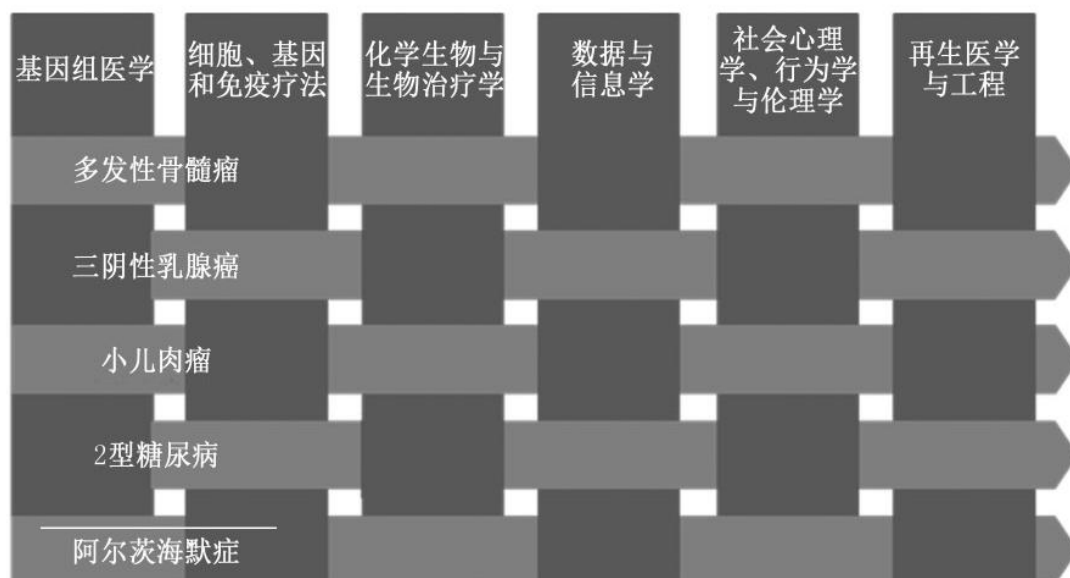 基因组医学
细胞、基因
和免疫疗法
化学生物与
生物治疗学
数据与
信息学
社会心理
学、行为学
与伦理学
再生医学
与工程
多发性骨髓瘤
三阴性乳腺癌
小儿肉瘤
2型糖尿病
阿尔茨海默症